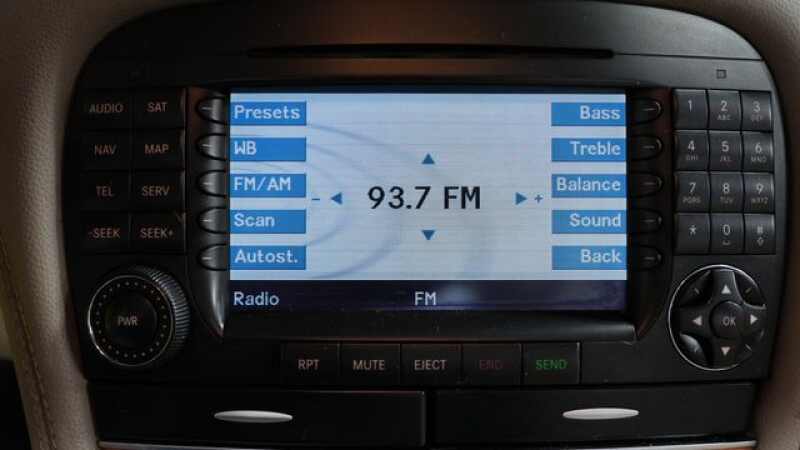 AUDIO SAT
NAV MAP
TEL SERV
-SEEK SEEK+
PWR
Presets
WB
FM/AM
Scan
Autost.
- 93.7 FM +
Bass
Treble
Balance
Sound
Back
Radio FM
1 2 ABC 3 DEF
4 GHI 5 JKL 6 MNO
7 PQRS 8 TUV 9 WXYZ
* 0 #
OK
RPT MUTE EJECT END SEND